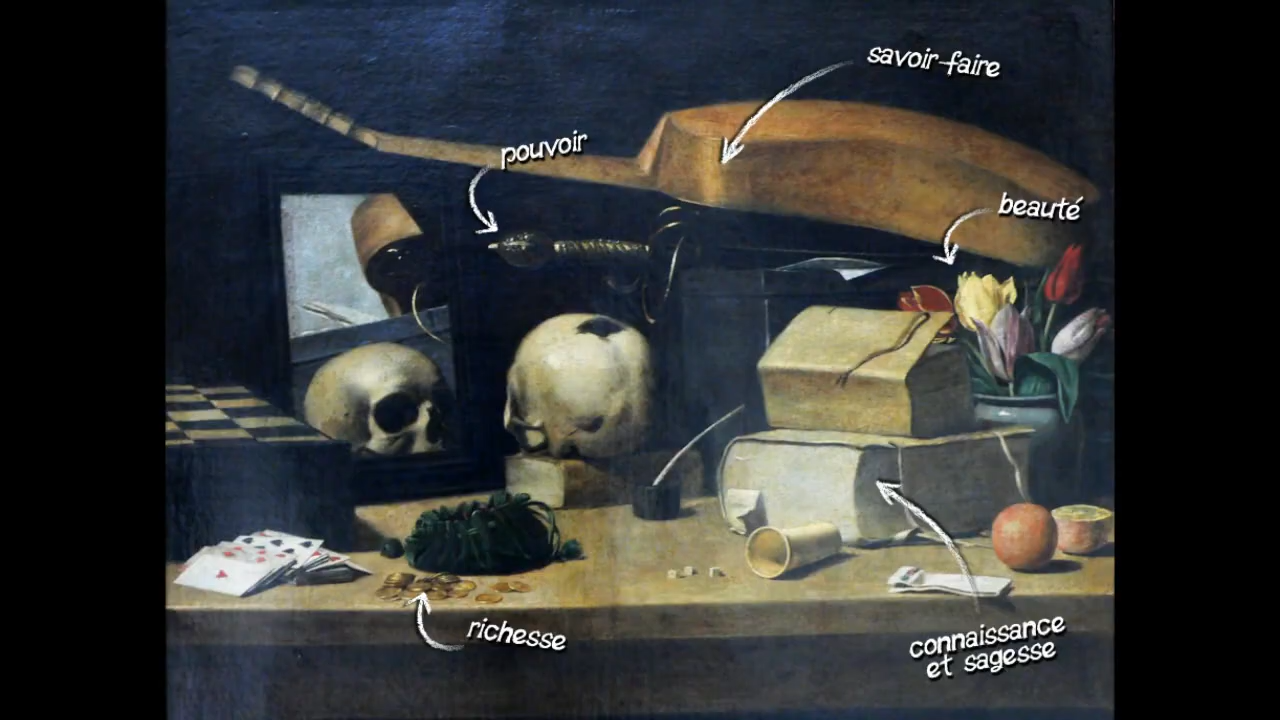 savoir-faire
pouvoir
beauté
richesse
connaissance
et sagesse